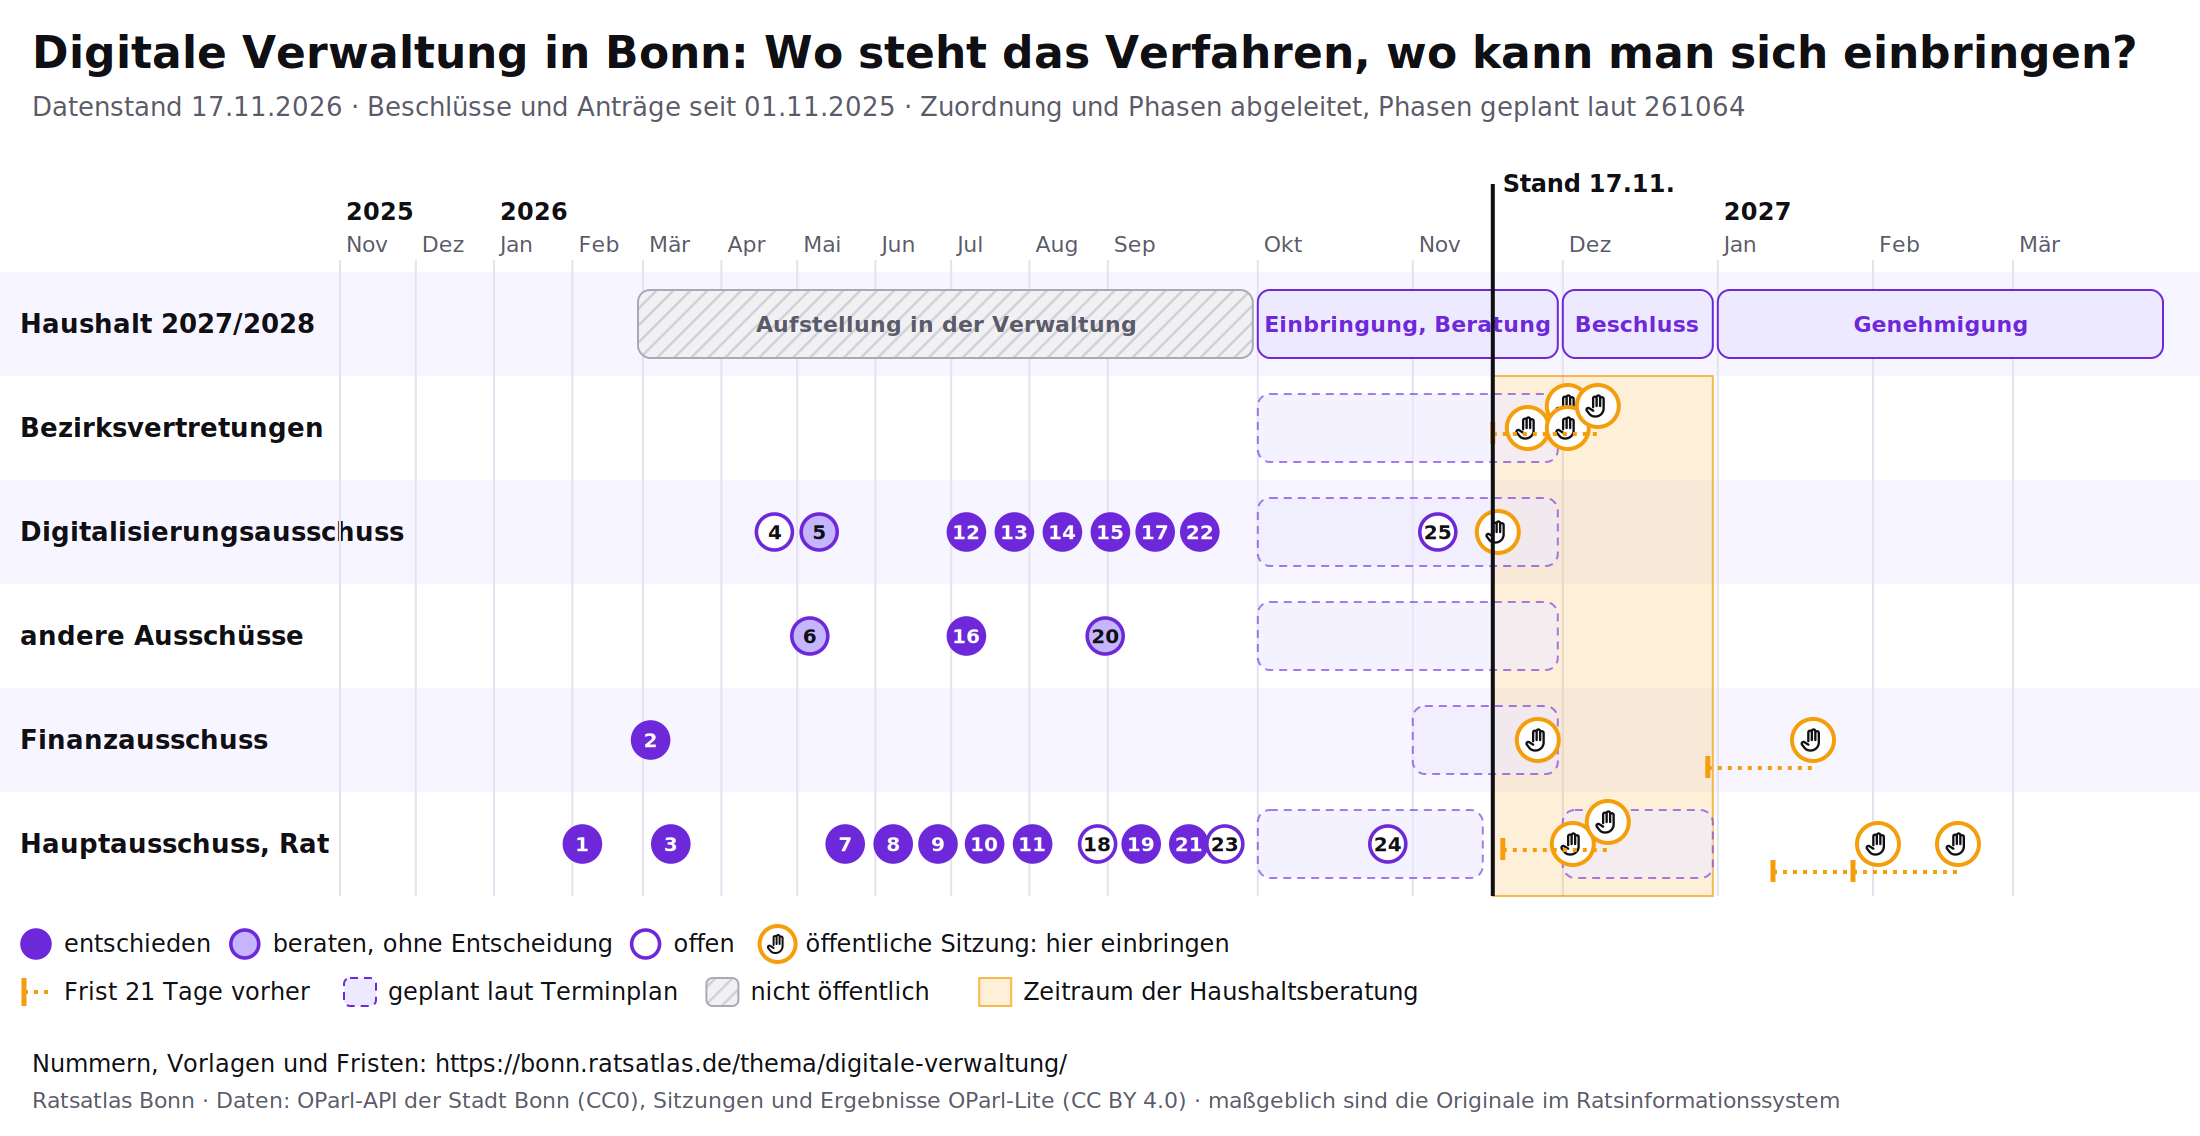 Digitale Verwaltung in Bonn: Wo steht das Verfahren, wo kann man sich einbringen?
Datenstand 17.11.2026 · Beschlüsse und Anträge seit 01.11.2025 · Zuordnung und Phasen abgeleitet, Phasen geplant laut 261064
Stand 17.11.
2025 2026 2027
Nov Dez Jan Feb Mär Apr Mai Jun Jul Aug Sep Okt Nov Dez Jan Feb Mär
Haushalt 2027/2028 Aufstellung in der Verwaltung Einbringung, Beratung Beschluss Genehmigung
Bezirksvertretungen
Digitalisierungsausschuss 4 5 12 13 14 15 17 22 25
andere Ausschüsse 6 16 20
Finanzausschuss 2
Hauptausschuss, Rat 1 3 7 8 9 10 11 18 19 21 23 24
entschieden beraten, ohne Entscheidung offen öffentliche Sitzung: hier einbringen
Frist 21 Tage vorher geplant laut Terminplan nicht öffentlich Zeitraum der Haushaltsberatung
Nummern, Vorlagen und Fristen: https://bonn.ratsatlas.de/thema/digitale-verwaltung/
Ratsatlas Bonn · Daten: OParl-API der Stadt Bonn (CC0), Sitzungen und Ergebnisse OParl-Lite (CC BY 4.0) · maßgeblich sind die Originale im Ratsinformationssystem